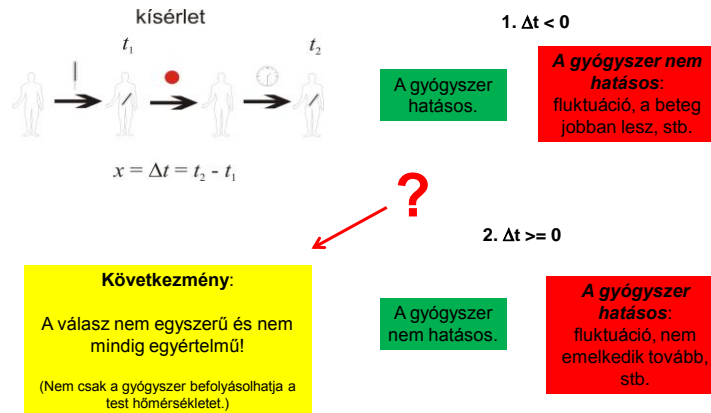 kísérlet
t₁
t₂
x = Δt = t₂ - t₁
1. Δt < 0
A gyógyszer
hatásos.
A gyógyszer nem
hatásos:
fluktuáció, a beteg
jobban lesz, stb.
?
2. Δt >= 0
Következmény:
A válasz nem egyszerű és nem
mindig egyértelmű!
(Nem csak a gyógyszer befolyásolhatja a
test hőmérsékletet.)
A gyógyszer
nem hatásos.
A gyógyszer
hatásos:
fluktuáció, nem
emelkedik tovább,
stb.